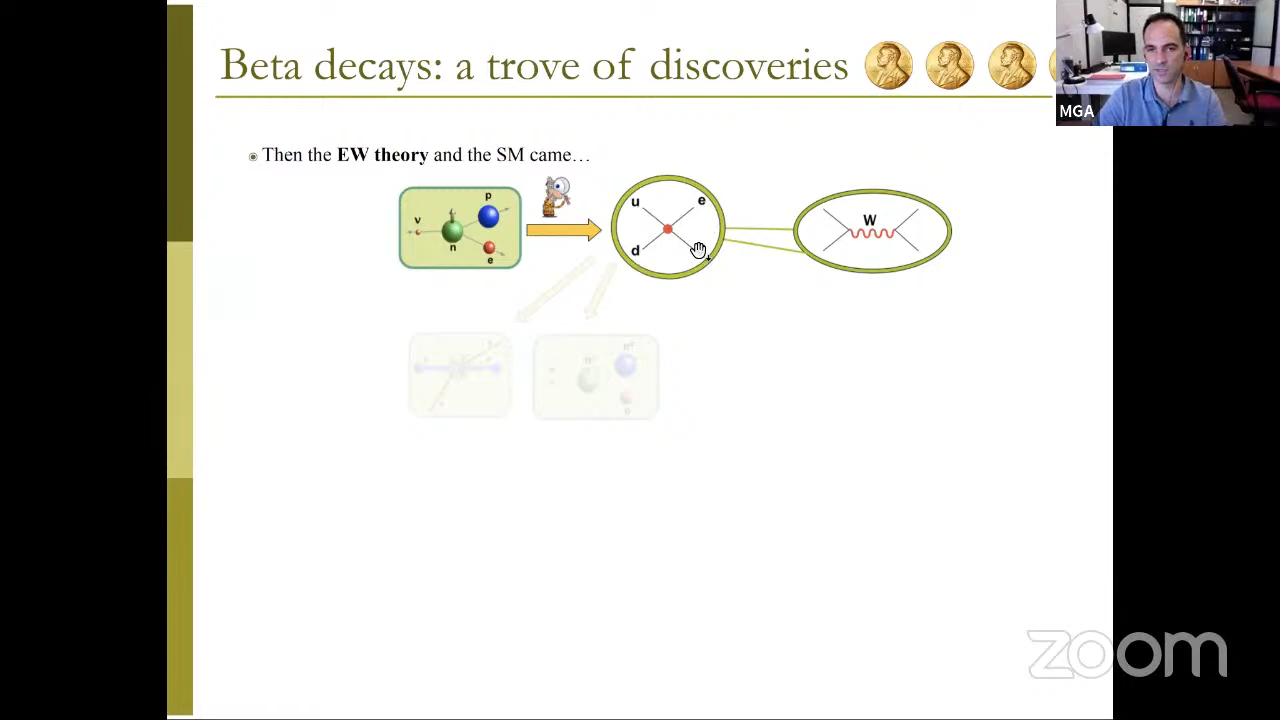 Beta decays: a trove of discoveries
MGA
Then the EW theory and the SM came…
p
ν
n
e
u
e
d
W
zoom